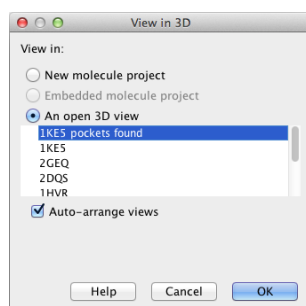 View in 3D
View in:
New molecule project
Embedded molecule project
An open 3D view
1KE5 pockets found
1KE5
2GEQ
2DQS
1HVR
Auto-arrange views
Help Cancel OK